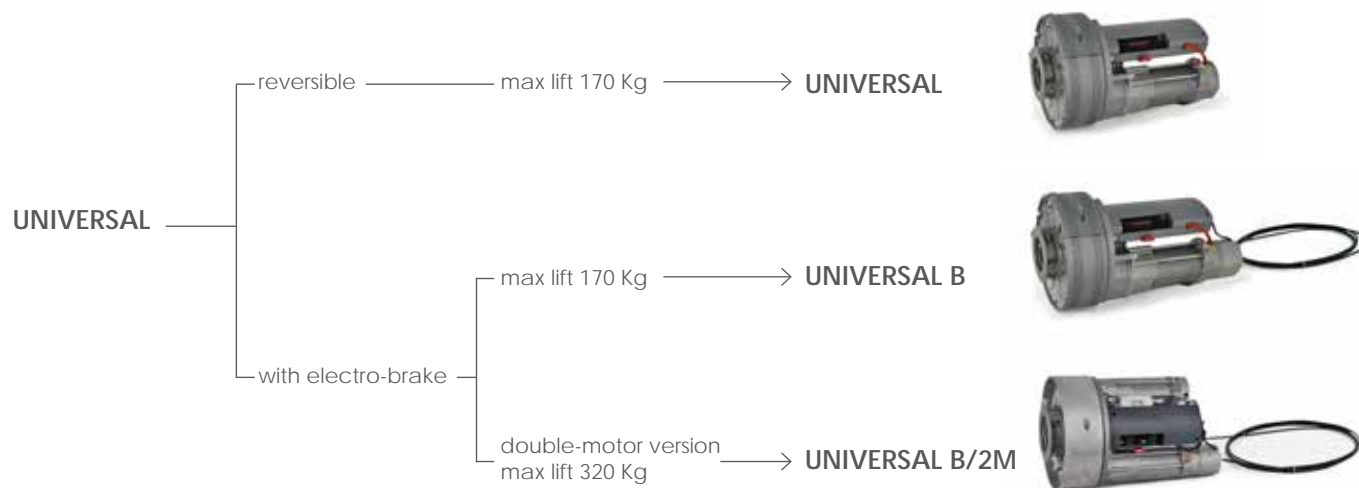 reversible
max lift 170 Kg
UNIVERSAL
UNIVERSAL
max lift 170 Kg
UNIVERSAL B
with electro-brake
double-motor version
max lift 320 Kg
UNIVERSAL B/2M